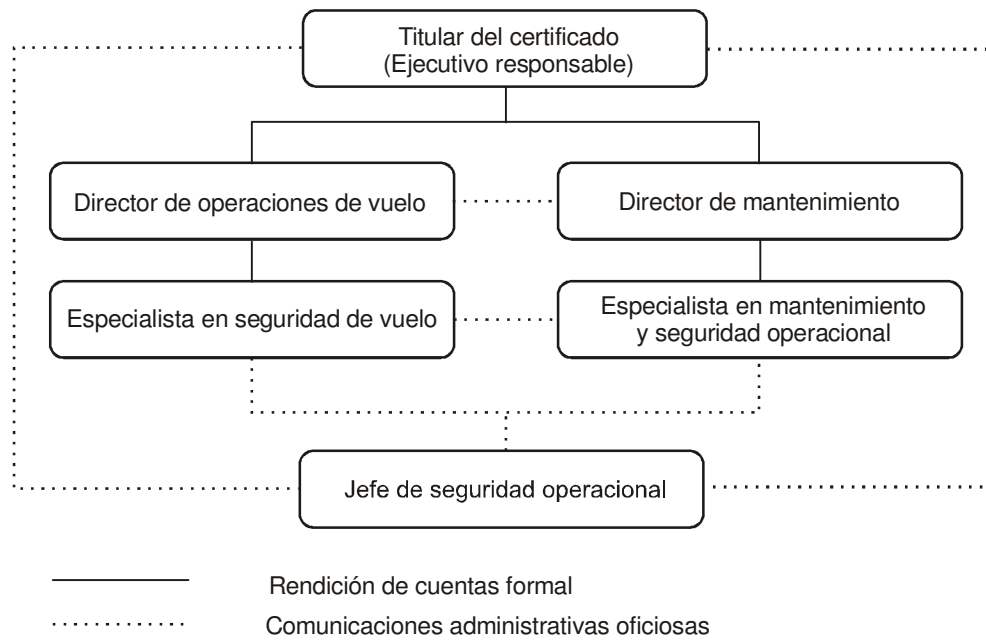 Titular del certificado
(Ejecutivo responsable)
Director de operaciones de vuelo
Director de mantenimiento
Especialista en seguridad de vuelo
Especialista en mantenimiento
y seguridad operacional
Jefe de seguridad operacional
Rendición de cuentas formal
Comunicaciones administrativas oficiosas